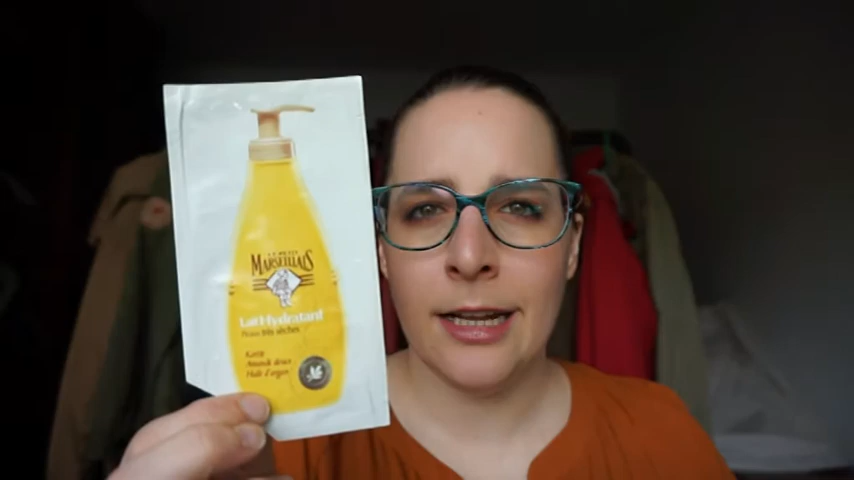 LE PETIT
MARSEILLAIS
Lait Hydratant
Peaux très sèches
Karité
Amande douce
Huile d'argan